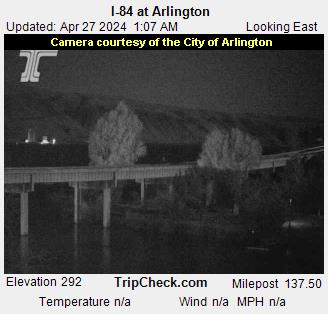 I-84 at Arlington
Updated: Apr 27 2024 1:07 AM Looking East
Camera courtesy of the City of Arlington
Elevation 292 TripCheck.com Milepost 137.50
Temperature n/a Wind n/a MPH n/a